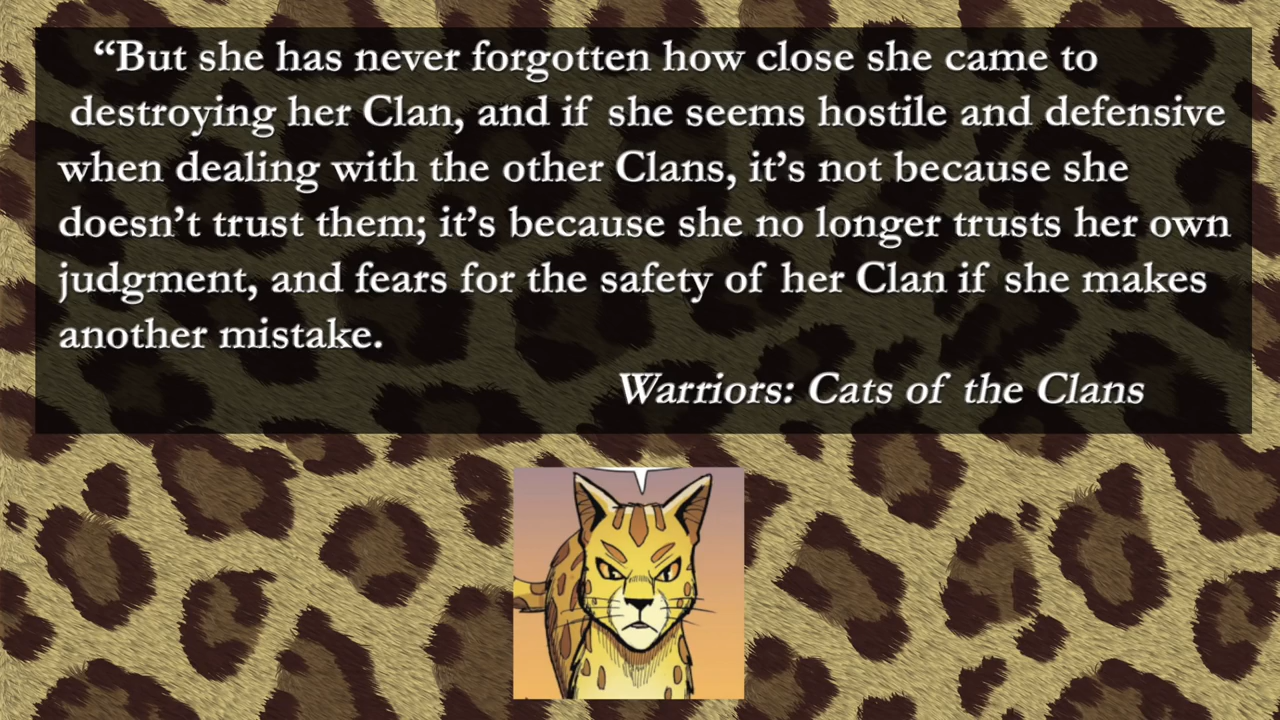 “But she has never forgotten how close she came to
destroying her Clan, and if she seems hostile and defensive
when dealing with the other Clans, it’s not because she
doesn’t trust them; it’s because she no longer trusts her own
judgment, and fears for the safety of her Clan if she makes
another mistake.
Warriors: Cats of the Clans